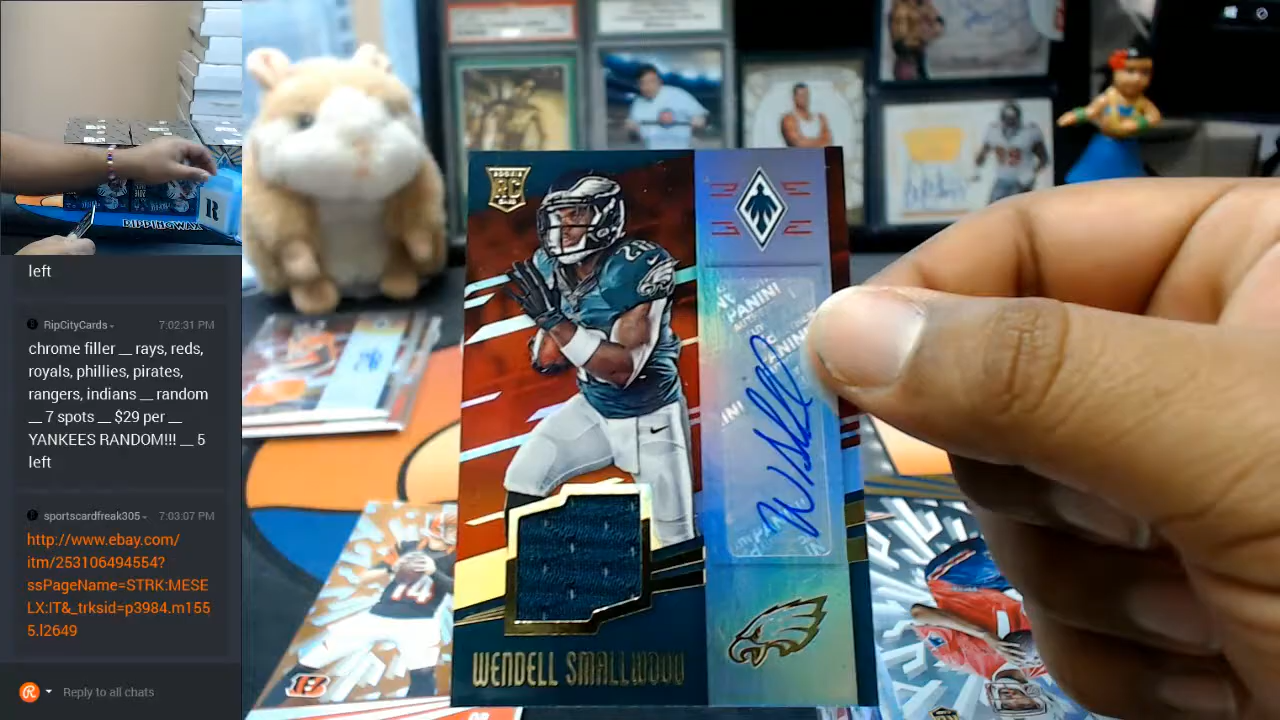 left
RipCityCards
7:02:31 PM
chrome filler __ rays, reds,
royals, phillies, pirates,
rangers, indians __ random
__ 7 spots __ $29 per __
YANKEES RANDOM!!! __ 5
left
sportscardfreak305
7:03:07 PM
http://www.ebay.com/
itm/253106494554?
ssPageName=STRK:MESE
LX:IT&_trksid=p3984.m155
5.l2649
Reply to all chats
RIPPINGWAX
R
RC
20
PANINI
WENDELL SMALLWOOD
14